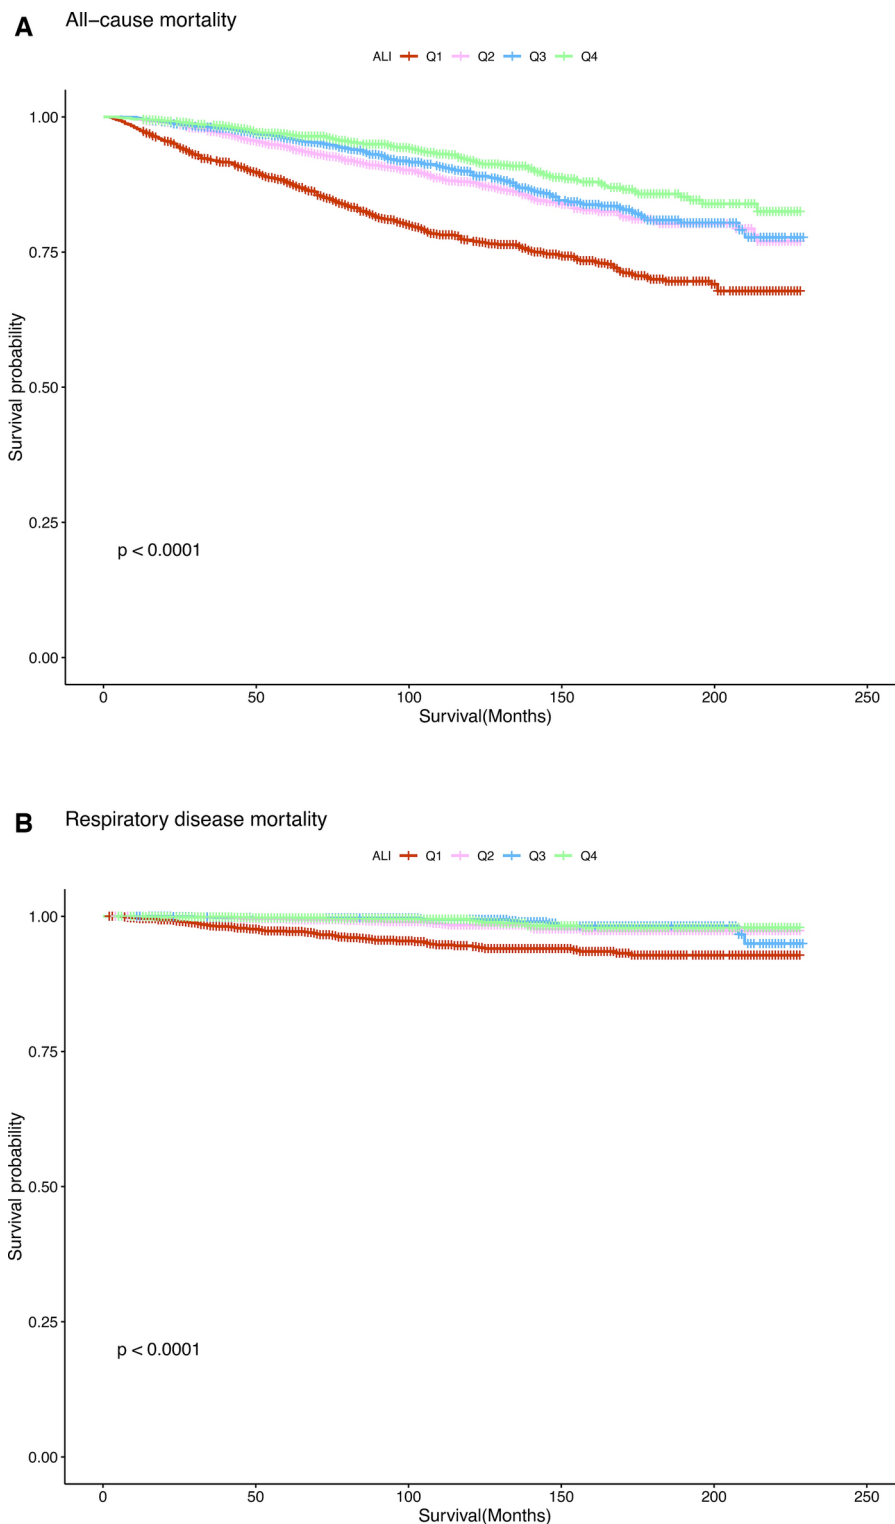 A All−cause mortality
ALI Q1 Q2 Q3 Q4
1.00
0.75
0.50
0.25
0.00
Survival probability
p < 0.0001
0 50 100 150 200 250
Survival(Months)
B Respiratory disease mortality
ALI Q1 Q2 Q3 Q4
1.00
0.75
0.50
0.25
0.00
Survival probability
p < 0.0001
0 50 100 150 200 250
Survival(Months)